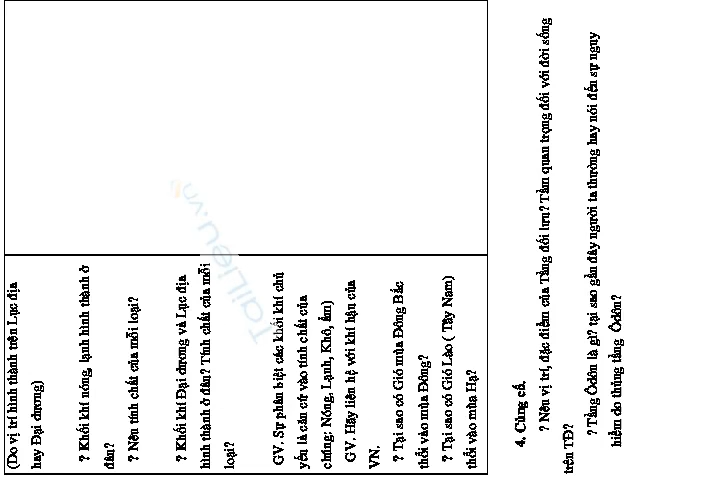 (Do vị trí hình thành trên Lục địa
hay Đại dương)
? Khối khí nóng, lạnh hình thành ở
đâu?
? Nêu tính chất của mỗi loại?
? Khối khí Đại dương và Lục địa
hình thành ở đâu? Tính chất của mỗi
loại?
GV. Sự phân biệt các khối khí chủ
yếu là căn cứ vào tính chất của
chúng: Nóng, Lạnh, Khô, ẩm)
GV. Hãy liên hệ với khí hậu của
VN.
? Tại sao có Gió mùa Đông Bắc
thổi vào mùa Đông?
? Tại sao có Gió Lào ( Tây Nam)
thổi vào mùa Hạ?
4. Củng cố.
? Nêu vị trí, đặc điểm của Tầng đối lưu? Tầm quan trọng đối với đời sống
trên TĐ?
? Tầng Ôdôn là gì? tại sao gần đây người ta thường hay nói đến sự nguy
hiểm do thủng tầng Ôdôn?
TaiLieu.vn